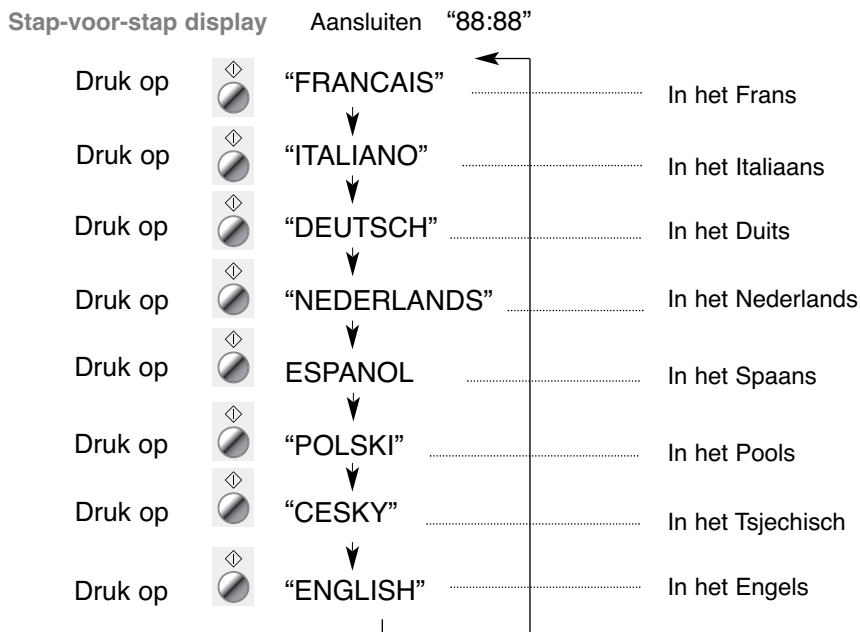 Stap-voor-stap display Aansluiten “88:88”
Druk op “FRANCAIS” In het Frans
Druk op “ITALIANO” In het Italiaans
Druk op “DEUTSCH” In het Duits
Druk op “NEDERLANDS” In het Nederlands
Druk op ESPANOL In het Spaans
Druk op “POLSKI” In het Pools
Druk op “CESKY” In het Tsjechisch
Druk op “ENGLISH” In het Engels